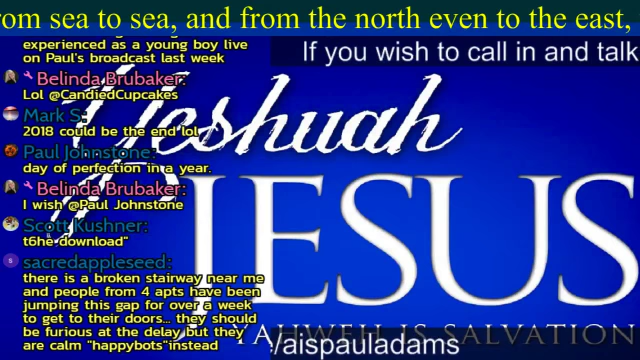 rom sea to sea, and from the north even to the east,
If you wish to call in and talk
experienced as a young boy live
on Paul's broadcast last week
Belinda Brubaker:
Lol @CandiedCupcakes
Mark S:
2018 could be the end lol
Paul Johnstone:
day of perfection in a year.
Belinda Brubaker:
I wish @Paul Johnstone
Scott Kushner:
t6he download"
sacredappleseed:
there is a broken stairway near me
and people from 4 apts have been
jumping this gap for over a week
to get to their doors... they should
be furious at the delay but they
are calm "happybots"instead
Yeshuah
JESUS
YAHWEH IS SALVATION
/aispauladams